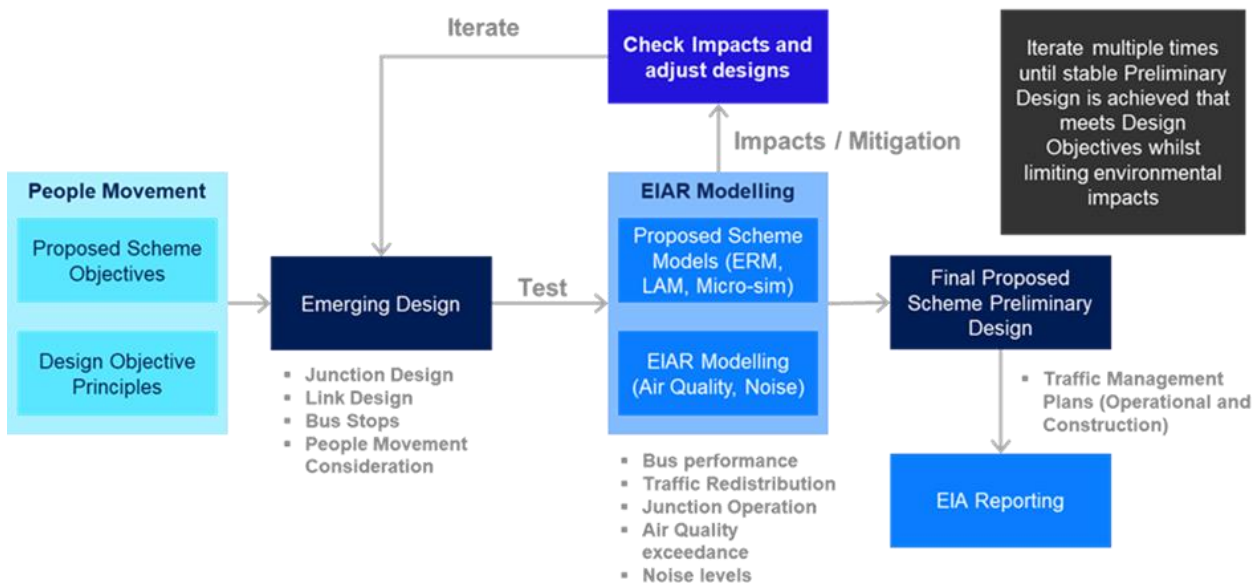 Iterate
Check Impacts and
adjust designs
Iterate multiple times
until stable Preliminary
Design is achieved that
meets Design
Objectives whilst
limiting environmental
impacts
Impacts / Mitigation
People Movement
Proposed Scheme
Objectives
Design Objective
Principles
Emerging Design
▪ Junction Design
▪ Link Design
▪ Bus Stops
▪ People Movement
Consideration
Test
EIAR Modelling
Proposed Scheme
Models (ERM,
LAM, Micro-sim)
EIAR Modelling
(Air Quality, Noise)
▪ Bus performance
▪ Traffic Redistribution
▪ Junction Operation
▪ Air Quality
exceedance
▪ Noise levels
Final Proposed
Scheme Preliminary
Design
▪ Traffic Management
Plans (Operational and
Construction)
EIA Reporting